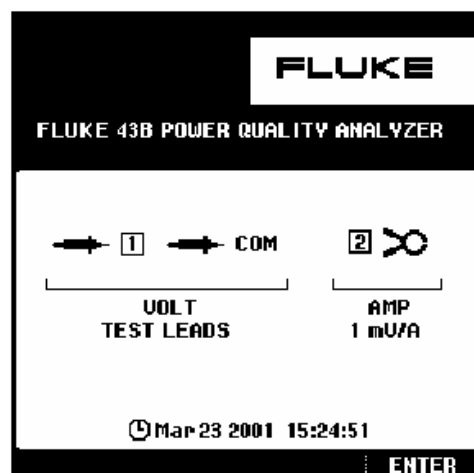 FLUKE
FLUKE 43B POWER QUALITY ANALYZER
1 COM 2
VOLT AMP
TEST LEADS 1 mV/A
Mar 23 2001 15:24:51
ENTER